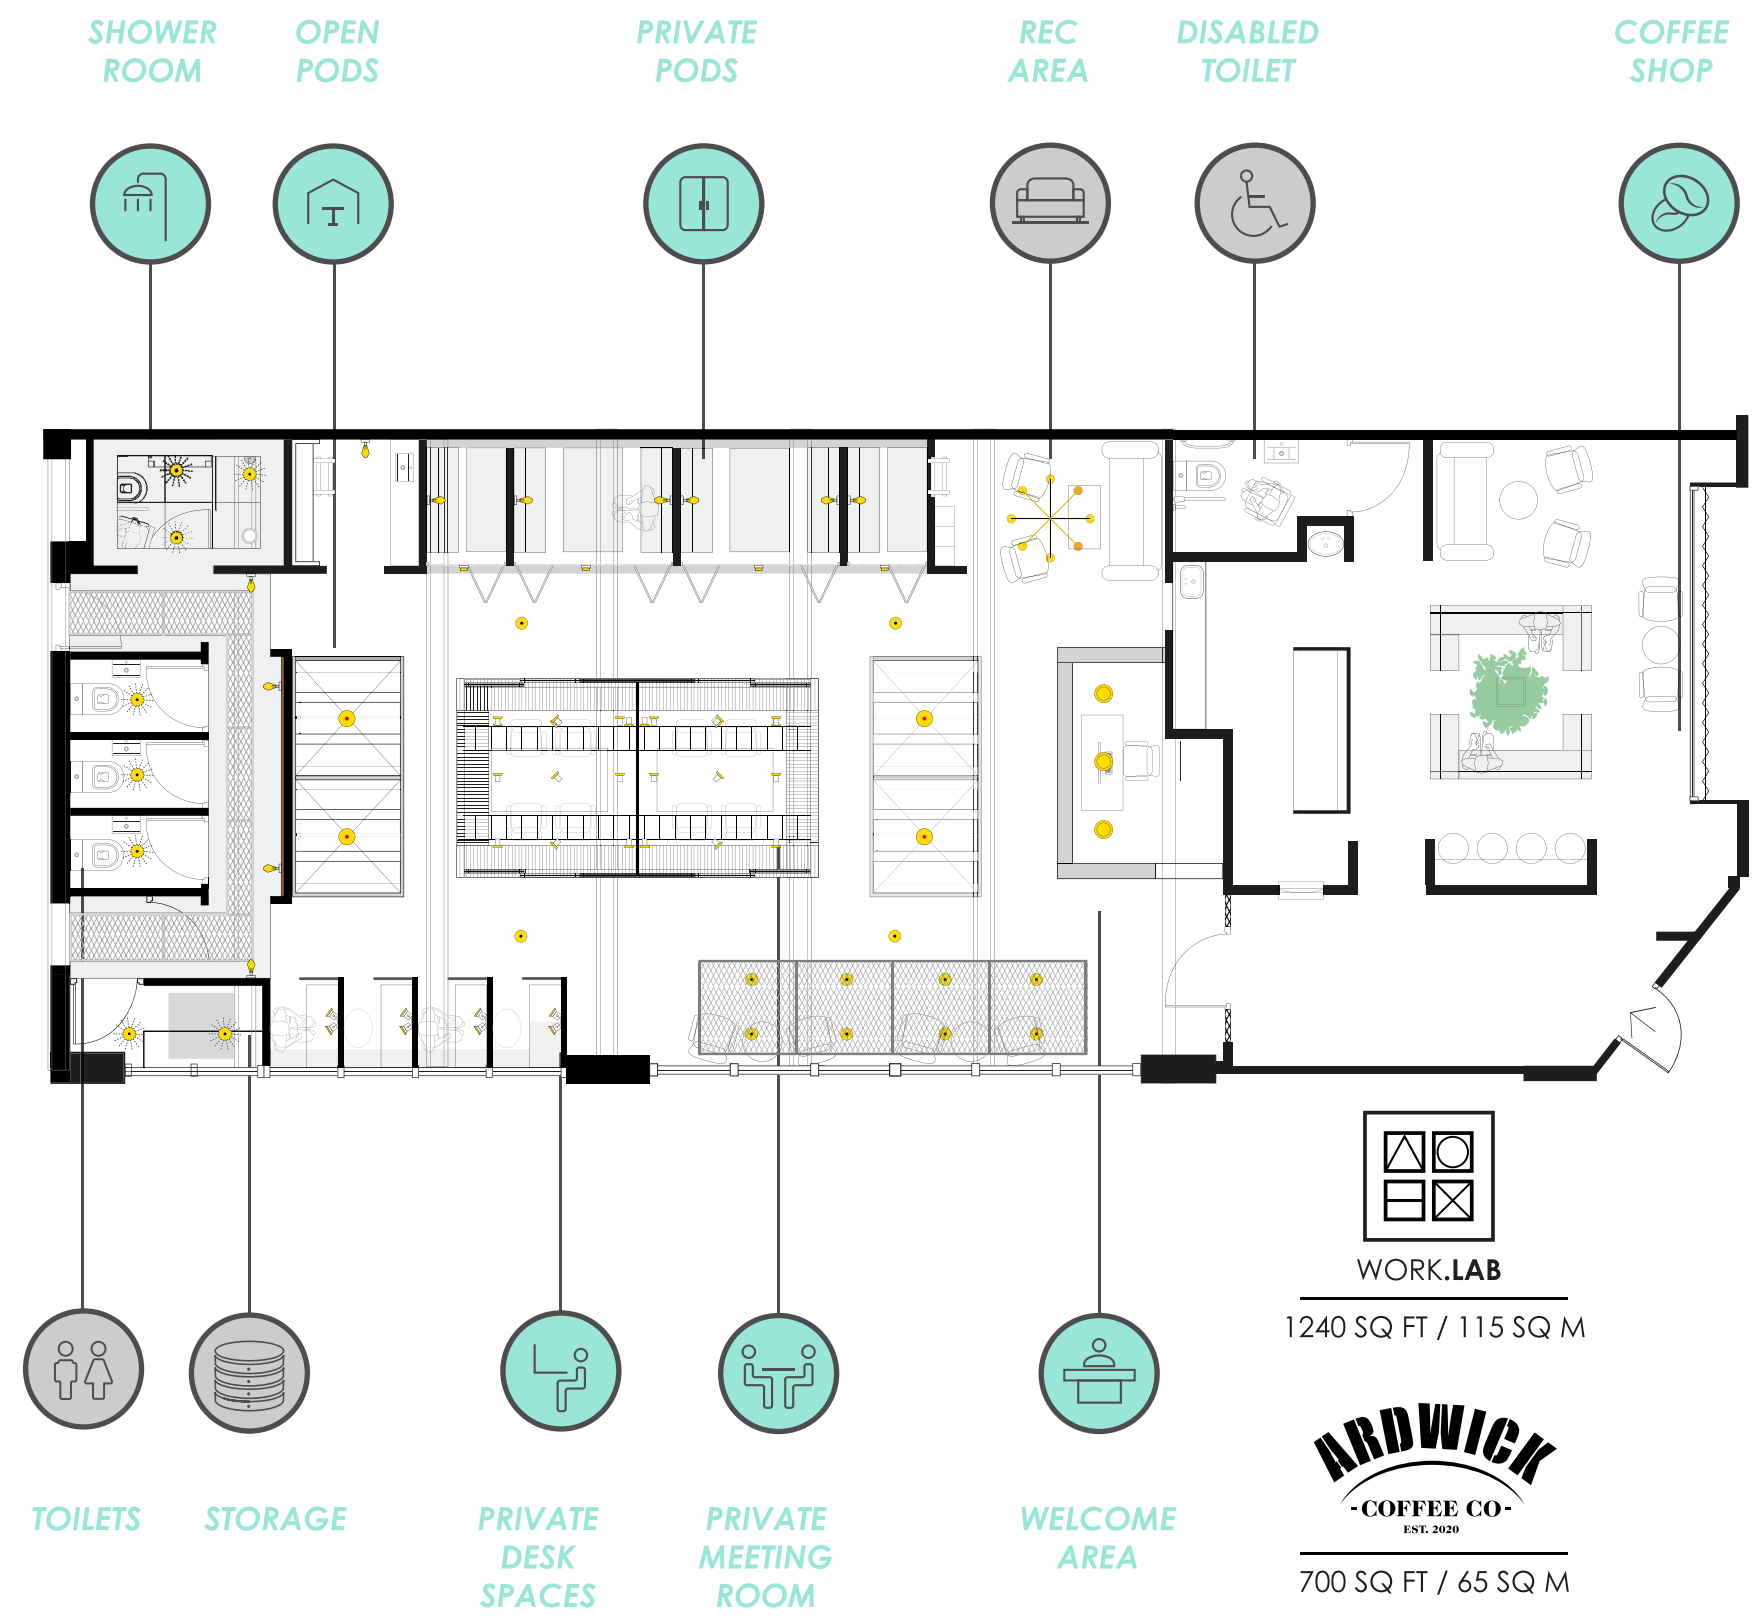 SHOWER
ROOM
OPEN
PODS
PRIVATE
PODS
REC
AREA
DISABLED
TOILET
COFFEE
SHOP
WORK.LAB
1240 SQ FT / 115 SQ M
ARDWICK
-COFFEE CO-
EST. 2020
700 SQ FT / 65 SQ M
TOILETS
STORAGE
PRIVATE
DESK
SPACES
PRIVATE
MEETING
ROOM
WELCOME
AREA